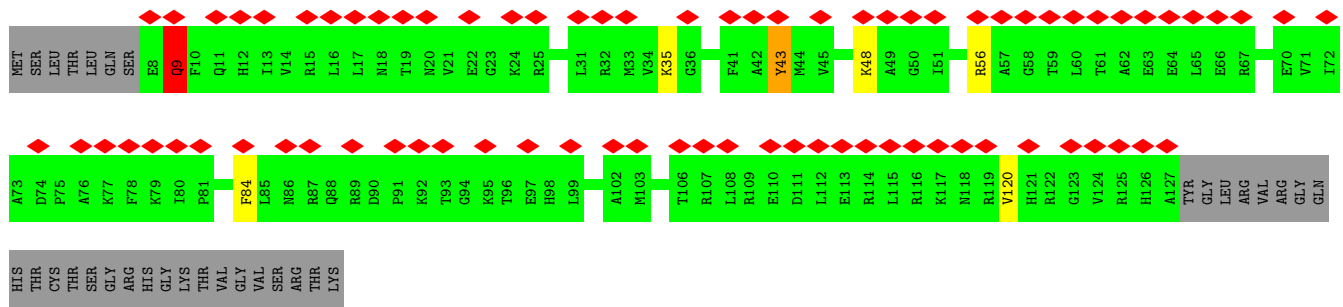 MET SER LEU THR LEU GLN SER E8 Q9 F10 Q11 H12 I13 V14 R15 L16 L17 N18 T19 N20 V21 E22 G23 K24 R25 L31 R32 M33 V34 K35 G36 F41 A42 Y43 M44 V45 K48 A49 G50 I51 R56 A57 G58 T59 L60 T61 A62 E63 E64 L65 E66 R67 E70 V71 I72
A73 D74 P75 A76 K77 F78 K79 I80 P81 F84 L85 N86 R87 Q88 R89 D90 P91 K92 T93 G94 K95 T96 E97 H98 L99 A102 M103 T106 R107 L108 R109 E110 D111 L112 E113 R114 L115 R116 K117 N118 R119 V120 H121 R122 G123 V124 R125 H126 A127 TYR GLY LEU ARG VAL ARG GLY GLN
HIS THR CYS THR SER GLY ARG HIS GLY LYS THR VAL GLY VAL SER ARG THR LYS